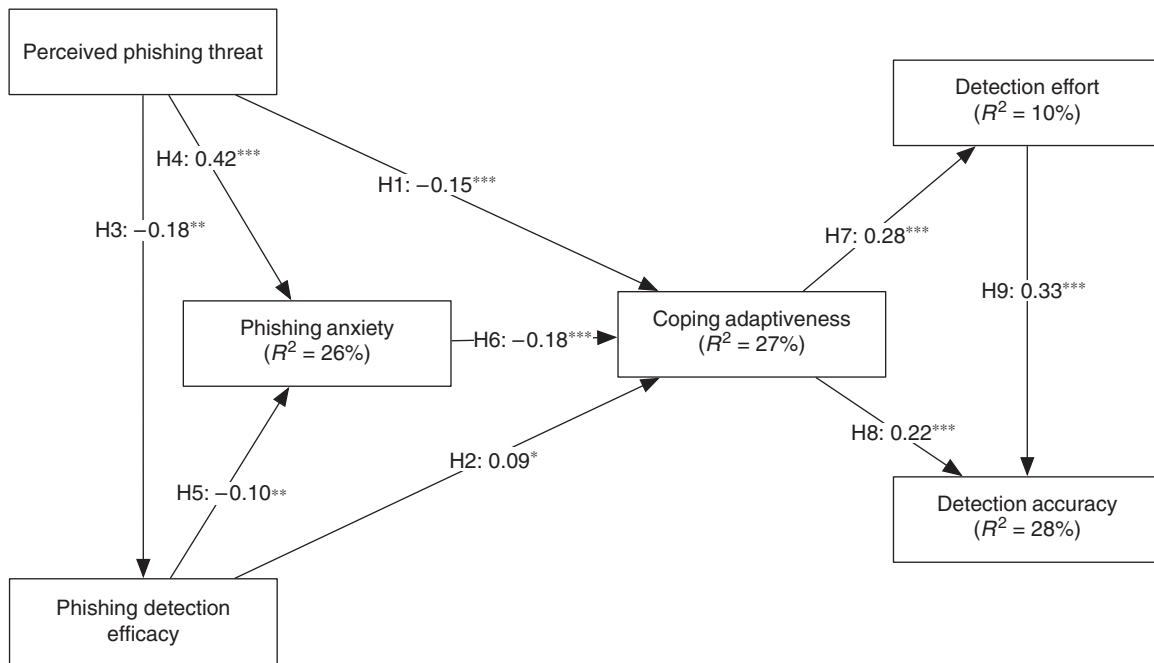 Perceived phishing threat
Detection effort
(R² = 10%)
H4: 0.42***
H1: −0.15***
H3: −0.18**
H7: 0.28***
H9: 0.33***
Phishing anxiety
(R² = 26%)
H6: −0.18***
Coping adaptiveness
(R² = 27%)
H8: 0.22***
H2: 0.09*
H5: −0.10**
Detection accuracy
(R² = 28%)
Phishing detection
efficacy